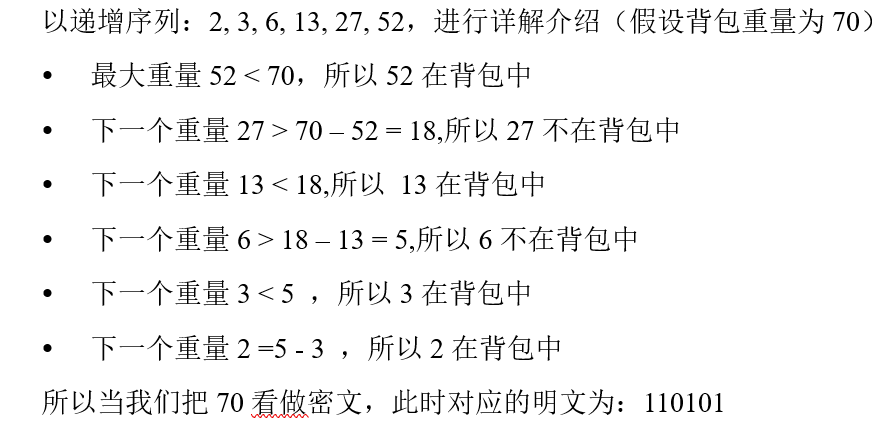 以递增序列：2, 3, 6, 13, 27, 52，进行详解介绍（假设背包重量为 70）
• 最大重量 52 < 70，所以 52 在背包中
• 下一个重量 27 > 70 – 52 = 18,所以 27 不在背包中
• 下一个重量 13 < 18,所以 13 在背包中
• 下一个重量 6 > 18 – 13 = 5,所以 6 不在背包中
• 下一个重量 3 < 5 ，所以 3 在背包中
• 下一个重量 2 =5 - 3 ，所以 2 在背包中
所以当我们把 70 看做密文，此时对应的明文为：110101